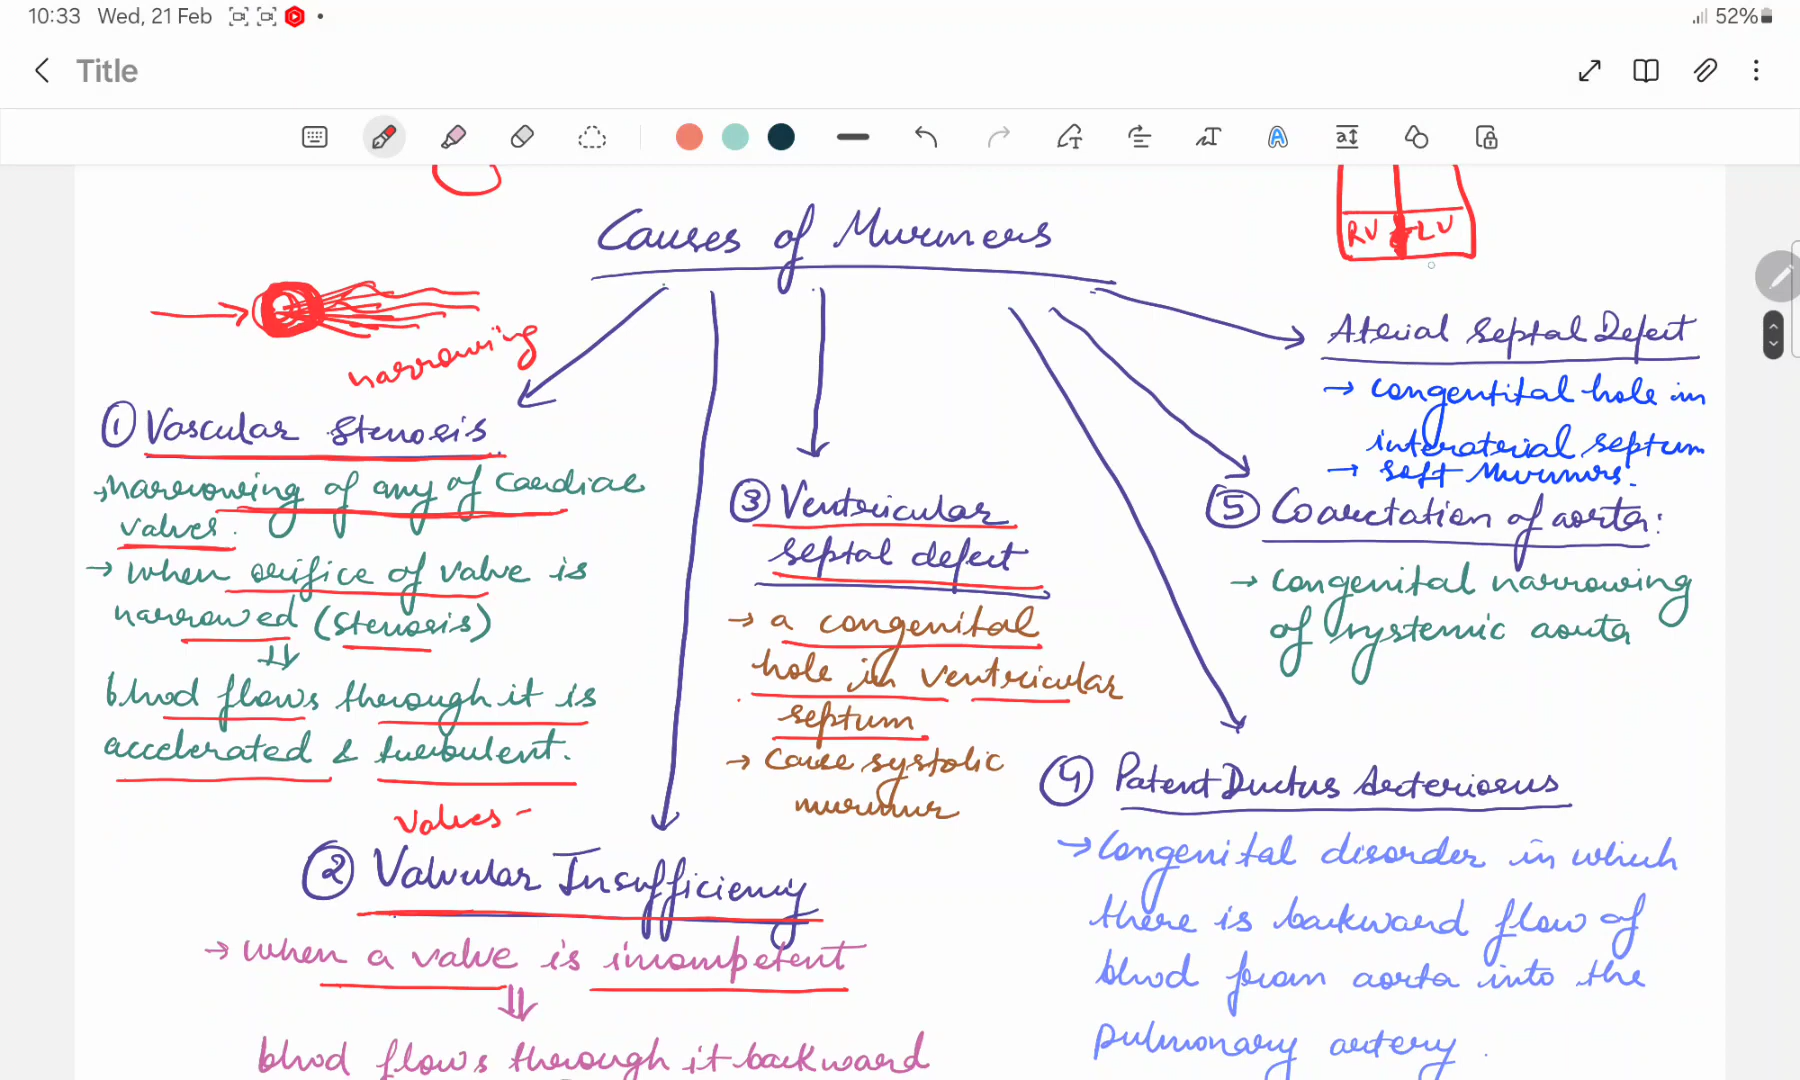 10:33 Wed, 21 Feb
52%
Title
RV LV
Causes of Murmers
narrowing
① Vascular Stenosis
→ narrowing of any of Cardiac
valves.
→ when orifice of valve is
narrowed (stenosis)
blood flows through it is
accelerated & turbulent.
valves -
② Valvular Insufficiency
→ when a valve is incompetent
blood flows through it backward
③ Ventricular
septal defect
→ a congenital
hole in ventricular
septum
→ Cause systolic
murmur
Aterial Septal Defect
→ congentital hole in
interaterial septum
→ soft Murmurs.
⑤ Coarctation of aorta:
→ Congenital narrowing
of systemic aorta
④ Patent Ductus Arteriosus
→ Congenital disorder in which
there is backward flow of
blood from aorta into the
pulmonary artery.